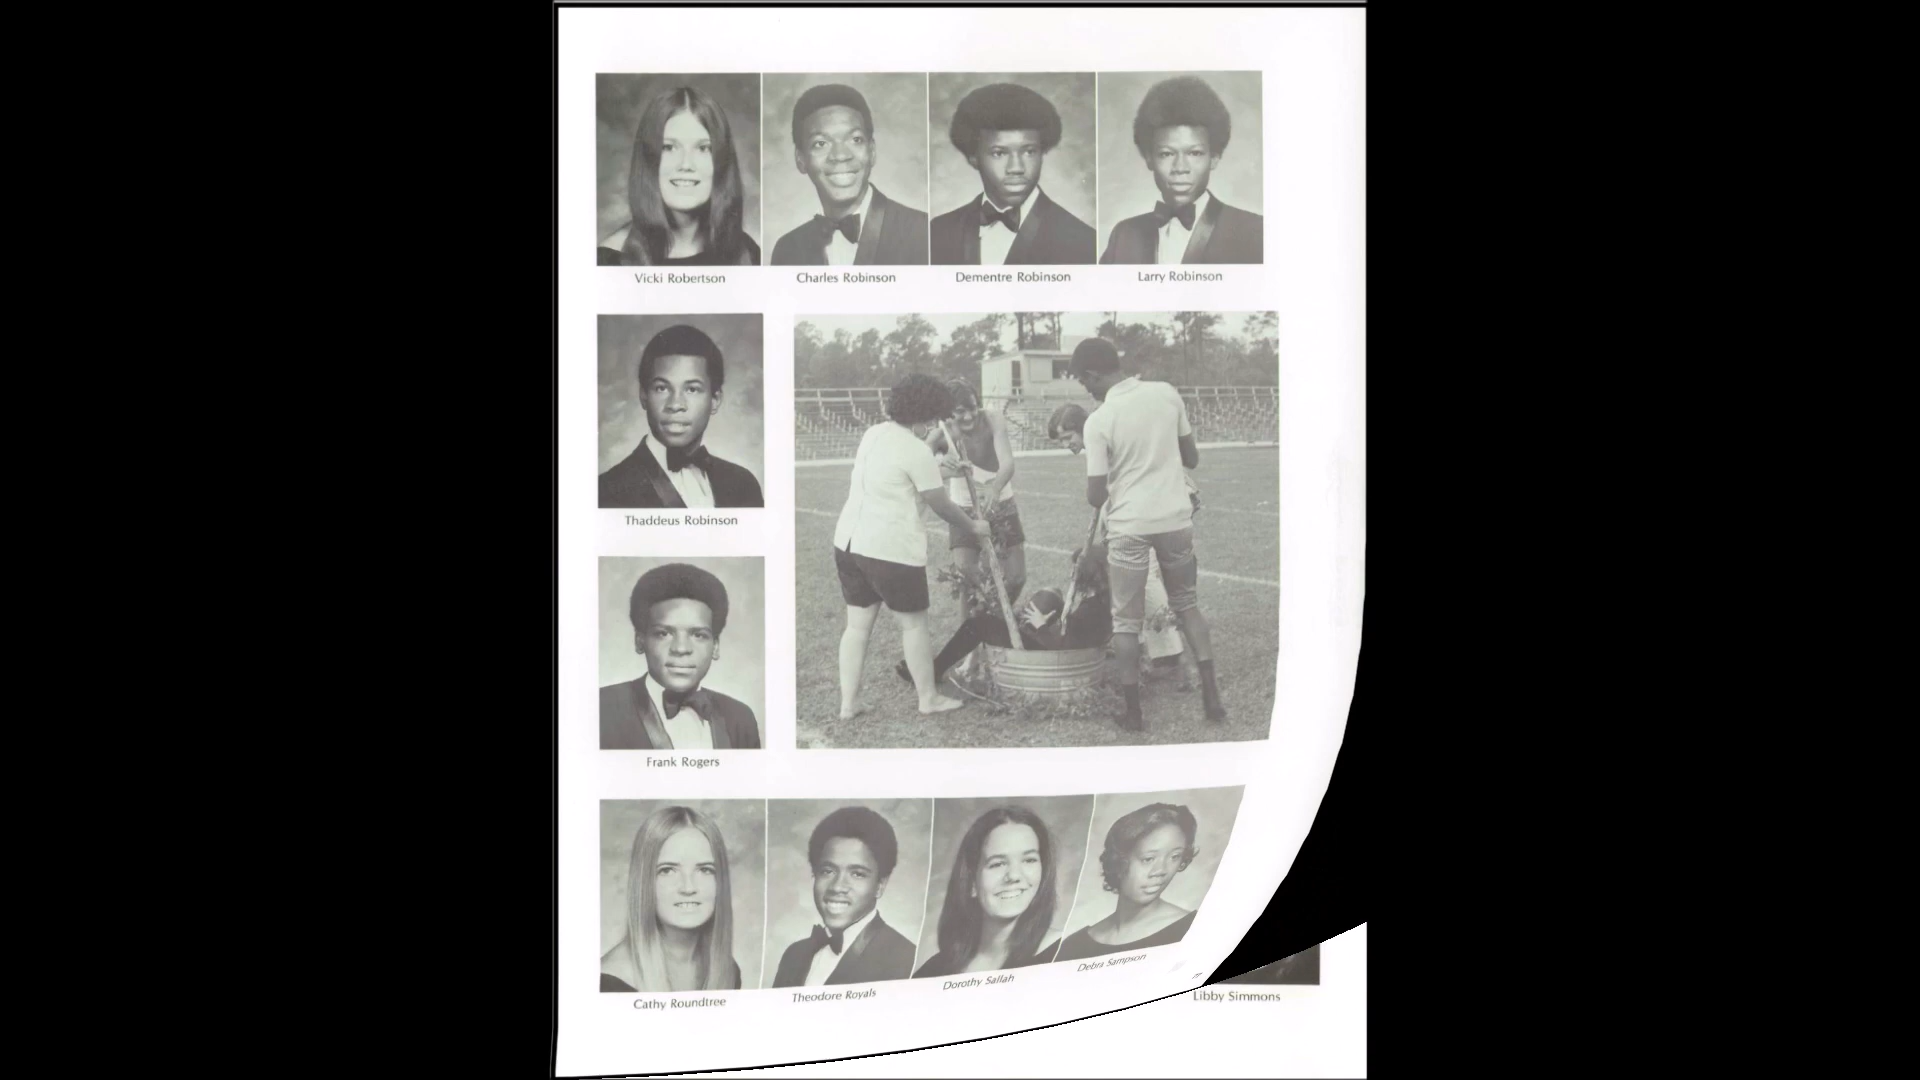 Vicki Robertson
Charles Robinson
Dementre Robinson
Larry Robinson
Thaddeus Robinson
Frank Rogers
Cathy Roundtree
Theodore Royals
Dorothy Sallah
Debra Sampson
Libby Simmons